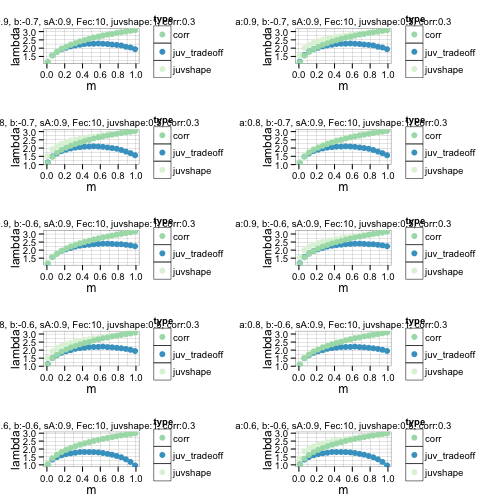 .9, b:-0.7, sA:0.9, Fec:10, juvshape: corr:0.3
type
lambda
3.0
2.5
2.0
1.5
0.0 0.2 0.4 0.6 0.8 1.0
m
corr
juv_tradeoff
juvshape
a:0.9, b:-0.7, sA:0.9, Fec:10, juvshape: corr:0.3
type
lambda
3.0
2.5
2.0
1.5
0.0 0.2 0.4 0.6 0.8 1.0
m
corr
juv_tradeoff
juvshape
8, b:-0.7, sA:0.9, Fec:10, juvshape:0. corr:0.3
type
lambda
3.0
2.5
2.0
1.5
1.0
0.0 0.2 0.4 0.6 0.8 1.0
m
corr
juv_tradeoff
juvshape
a:0.8, b:-0.7, sA:0.9, Fec:10, juvshape: corr:0.3
type
lambda
3.0
2.5
2.0
1.5
1.0
0.0 0.2 0.4 0.6 0.8 1.0
m
corr
juv_tradeoff
juvshape
.9, b:-0.6, sA:0.9, Fec:10, juvshape: corr:0.3
type
lambda
3.0
2.5
2.0
1.5
0.0 0.2 0.4 0.6 0.8 1.0
m
corr
juv_tradeoff
juvshape
a:0.9, b:-0.6, sA:0.9, Fec:10, juvshape: corr:0.3
type
lambda
3.0
2.5
2.0
1.5
0.0 0.2 0.4 0.6 0.8 1.0
m
corr
juv_tradeoff
juvshape
8, b:-0.6, sA:0.9, Fec:10, juvshape:0. corr:0.3
type
lambda
3.0
2.5
2.0
1.5
1.0
0.0 0.2 0.4 0.6 0.8 1.0
m
corr
juv_tradeoff
juvshape
a:0.8, b:-0.6, sA:0.9, Fec:10, juvshape: corr:0.3
type
lambda
3.0
2.5
2.0
1.5
1.0
0.0 0.2 0.4 0.6 0.8 1.0
m
corr
juv_tradeoff
juvshape
.6, b:-0.6, sA:0.9, Fec:10, juvshape: corr:0.3
type
lambda
3.0
2.5
2.0
1.5
1.0
0.0 0.2 0.4 0.6 0.8 1.0
m
corr
juv_tradeoff
juvshape
a:0.6, b:-0.6, sA:0.9, Fec:10, juvshape:0. corr:0.3
type
lambda
3.0
2.5
2.0
1.5
1.0
0.0 0.2 0.4 0.6 0.8 1.0
m
corr
juv_tradeoff
juvshape